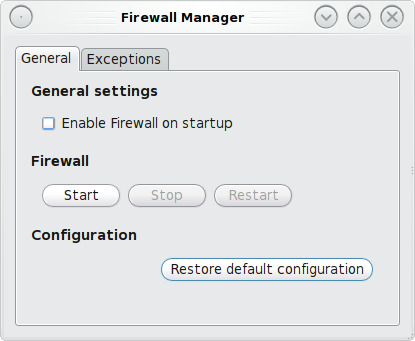 Firewall Manager
General Exceptions
General settings
Enable Firewall on startup
Firewall
Start Stop Restart
Configuration
Restore default configuration